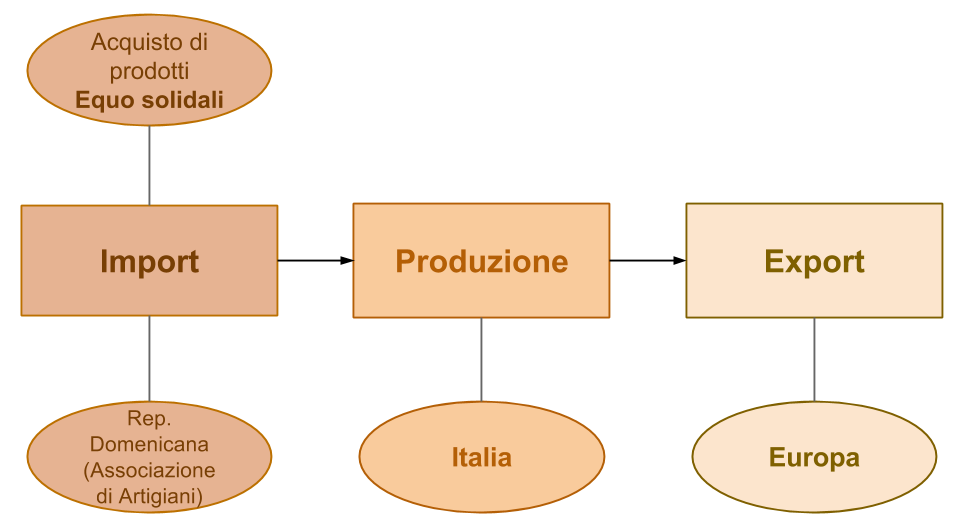 Acquisto di
prodotti
Equo solidali
Import
Produzione
Export
Rep.
Domenicana
(Associazione
di Artigiani)
Italia
Europa